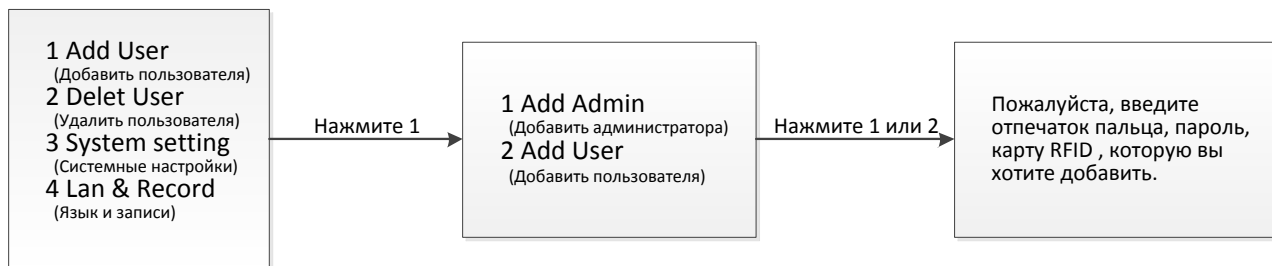 1 Add User
(Добавить пользователя)
2 Delet User
(Удалить пользователя)
3 System setting
(Системные настройки)
4 Lan & Record
(Язык и записи)
Нажмите 1
1 Add Admin
(Добавить администратора)
2 Add User
(Добавить пользователя)
Нажмите 1 или 2
Пожалуйста, введите
отпечаток пальца, пароль,
карту RFID , которую вы
хотите добавить.